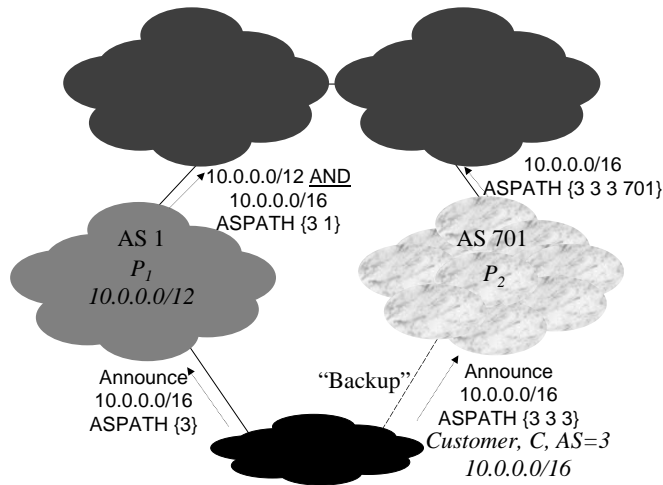 10.0.0.0/12 AND
10.0.0.0/16
ASPATH {3 1}
10.0.0.0/16
ASPATH {3 3 3 701}
AS 1
P1
10.0.0.0/12
AS 701
P2
Announce
10.0.0.0/16
ASPATH {3}
“Backup”
Announce
10.0.0.0/16
ASPATH {3 3 3}
Customer, C, AS=3
10.0.0.0/16